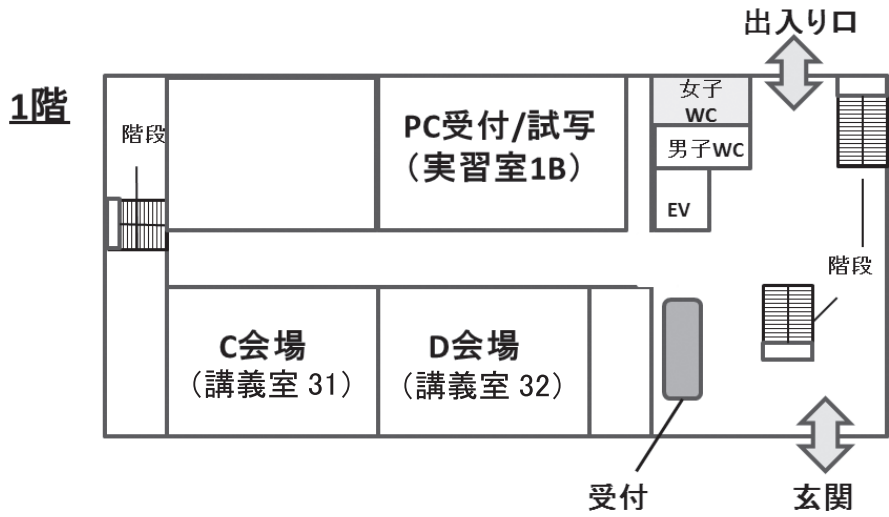 出入り口
1階
階段
PC受付/試写
（実習室1B）
女子
WC
男子WC
EV
階段
C会場
（講義室 31）
D会場
（講義室 32）
受付
玄関